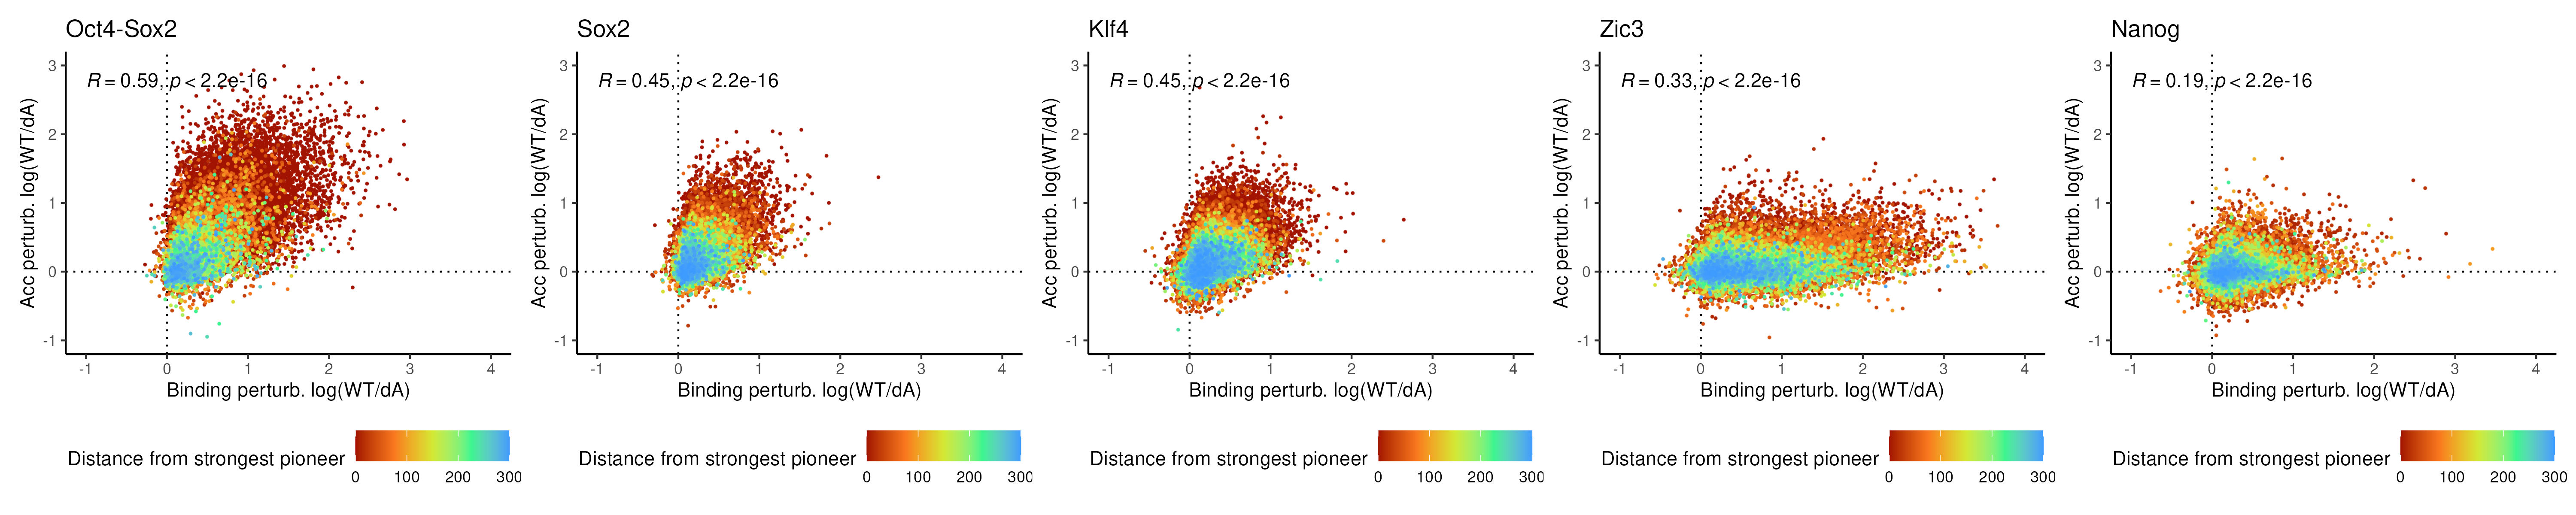 Oct4-Sox2
R = 0.59, p < 2.2e-16
Acc perturb. log(WT/dA)
3
2
1
0
-1
-1 0 1 2 3 4
Binding perturb. log(WT/dA)
Distance from strongest pioneer
0 100 200 300
Sox2
R = 0.45, p < 2.2e-16
Acc perturb. log(WT/dA)
3
2
1
0
-1
-1 0 1 2 3 4
Binding perturb. log(WT/dA)
Distance from strongest pioneer
0 100 200 300
Klf4
R = 0.45, p < 2.2e-16
Acc perturb. log(WT/dA)
3
2
1
0
-1
-1 0 1 2 3 4
Binding perturb. log(WT/dA)
Distance from strongest pioneer
0 100 200 300
Zic3
R = 0.33, p < 2.2e-16
Acc perturb. log(WT/dA)
3
2
1
0
-1
-1 0 1 2 3 4
Binding perturb. log(WT/dA)
Distance from strongest pioneer
0 100 200 300
Nanog
R = 0.19, p < 2.2e-16
Acc perturb. log(WT/dA)
3
2
1
0
-1
-1 0 1 2 3 4
Binding perturb. log(WT/dA)
Distance from strongest pioneer
0 100 200 300